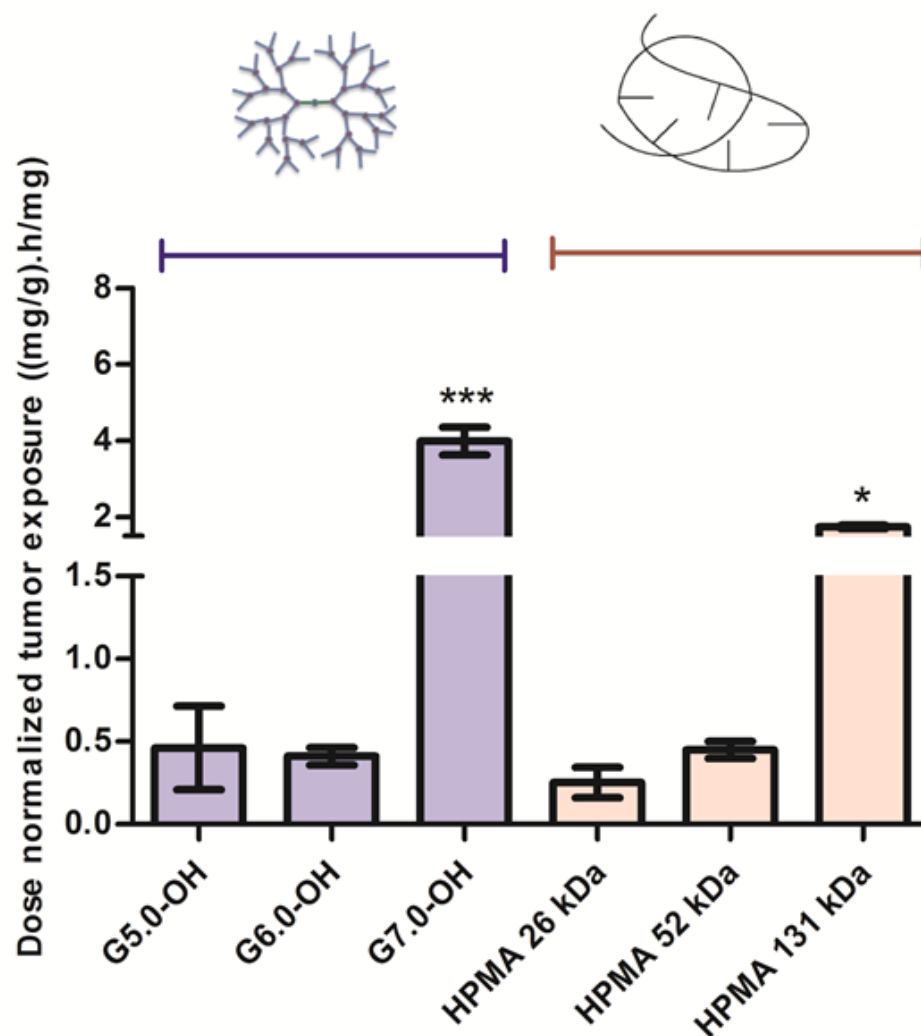 Dose normalized tumor exposure ((mg/g).h/mg)
8
6
4
2
1.5
1.0
0.5
0.0
***
*
G5.0-OH
G6.0-OH
G7.0-OH
HPMA 26 kDa
HPMA 52 kDa
HPMA 131 kDa